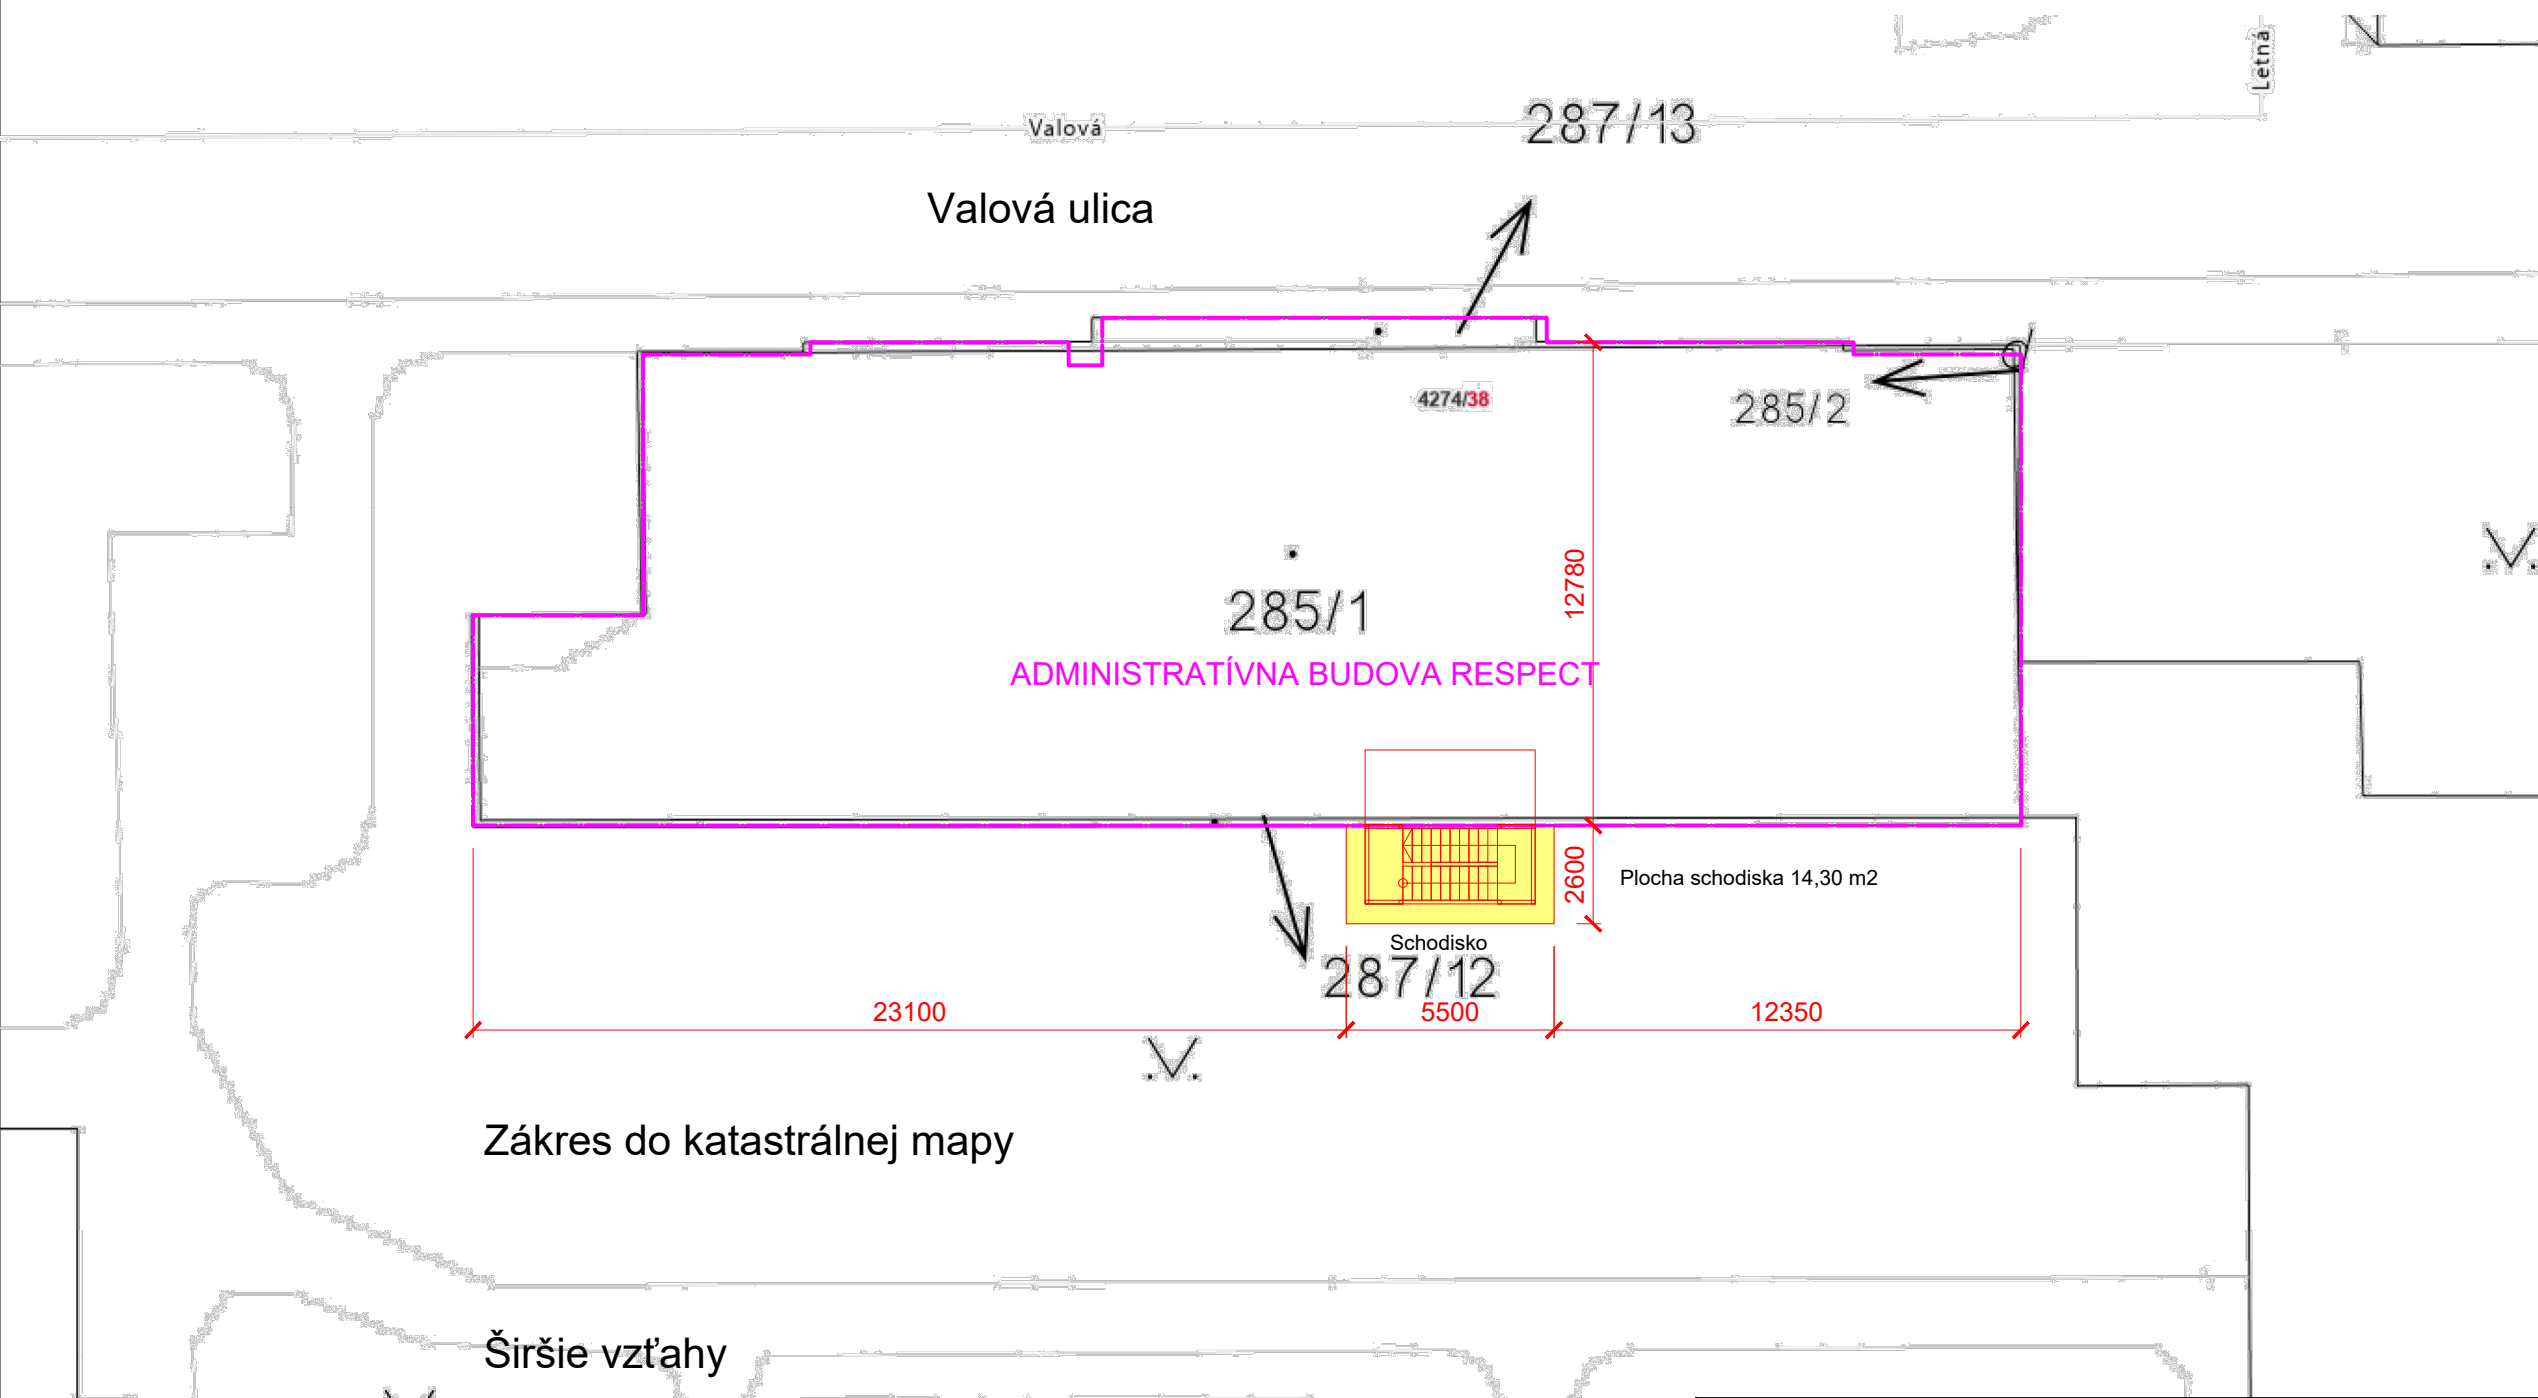 Letná
Valová
287/13
Valová ulica
4274/38
285/2
12780
285/1
ADMINISTRATÍVNA BUDOVA RESPECT
2600
Plocha schodiska 14,30 m2
Schodisko
287/12
23100
5500
12350
Zákres do katastrálnej mapy
Širšie vzťahy